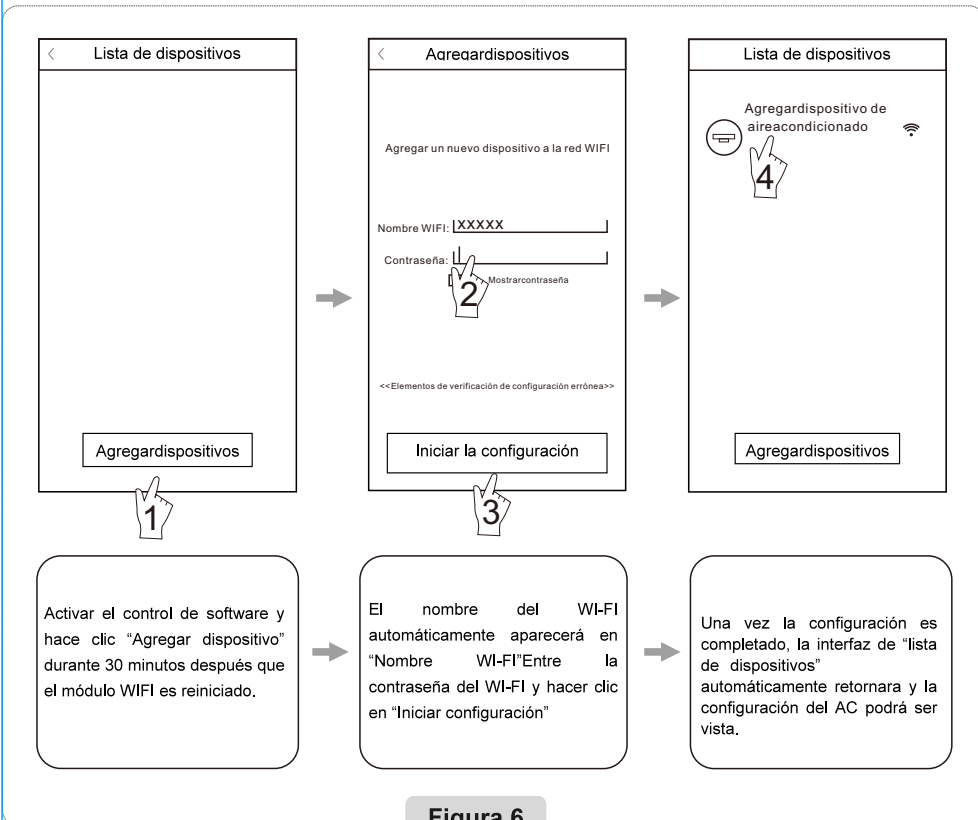 Lista de dispositivos
Agregardispositivos
1
Agregardispositivos
Agregar un nuevo dispositivo a la red WIFI
Nombre WIFI: XXXXX
Contraseña:
2
Mostrarcontraseña
<<Elementos de verificación de configuración errónea>>
Iniciar la configuración
3
Lista de dispositivos
Agregardispositivo de
aireacondicionado
4
Agregardispositivos
Activar el control de software y
hace clic “Agregar dispositivo”
durante 30 minutos después que
el módulo WIFI es reiniciado.
El nombre del WI-FI
automáticamente aparecerá en
“Nombre WI-FI”Entre la
contraseña del WI-FI y hacer clic
en “Iniciar configuración”
Una vez la configuración es
completado, la interfaz de “lista
de dispositivos”
automáticamente retornara y la
configuración del AC podrá ser
vista.
Figura 6